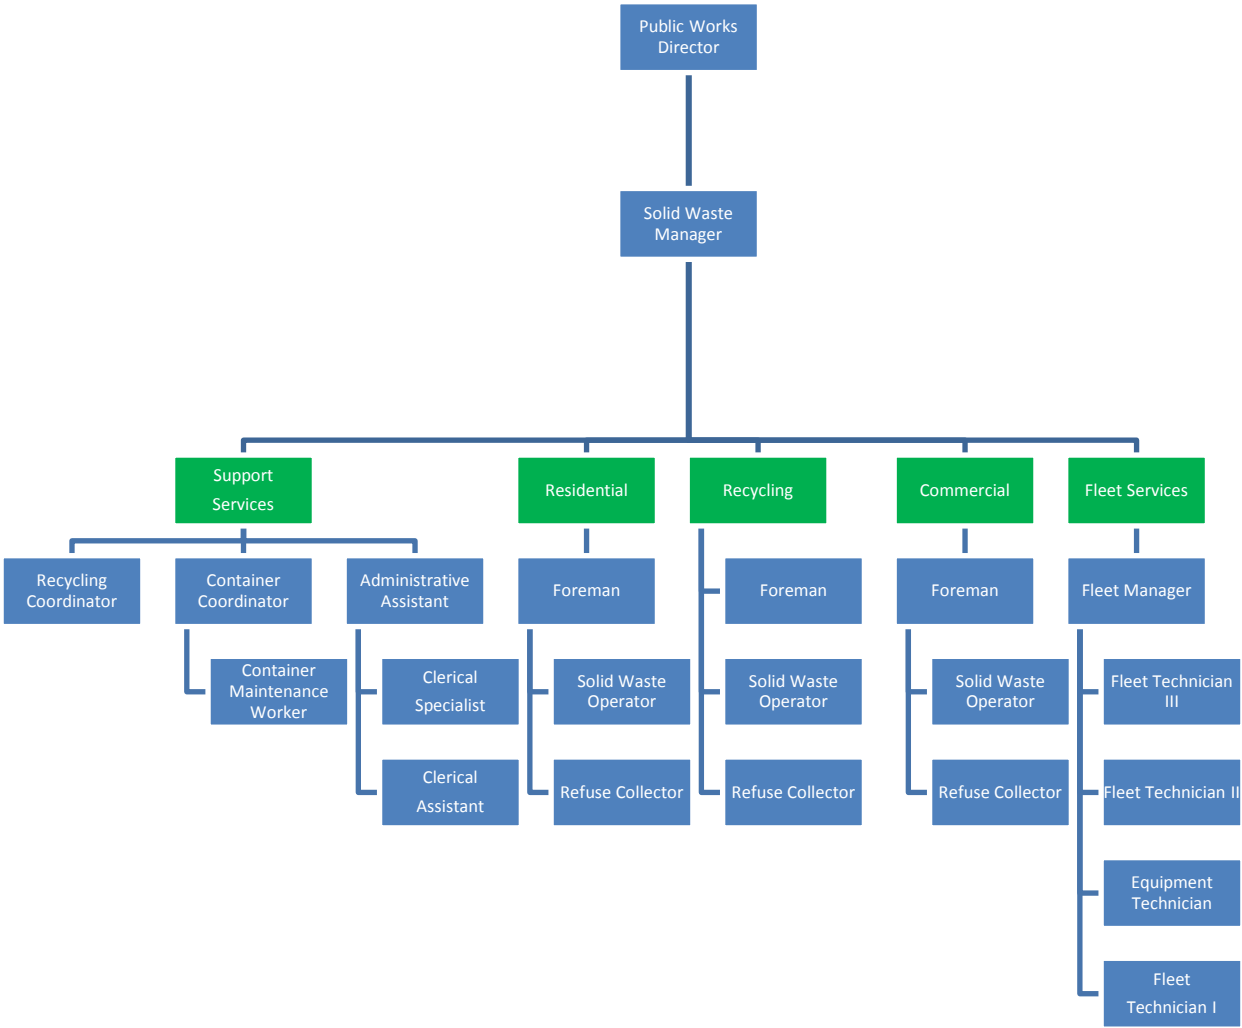 Public Works
Director
Solid Waste
Manager
Support
Services
Residential
Recycling
Commercial
Fleet Services
Recycling
Coordinator
Container
Coordinator
Administrative
Assistant
Foreman
Foreman
Foreman
Fleet Manager
Container
Maintenance
Worker
Clerical
Specialist
Solid Waste
Operator
Solid Waste
Operator
Solid Waste
Operator
Fleet Technician
III
Clerical
Assistant
Refuse Collector
Refuse Collector
Refuse Collector
Fleet Technician II
Equipment
Technician
Fleet
Technician I